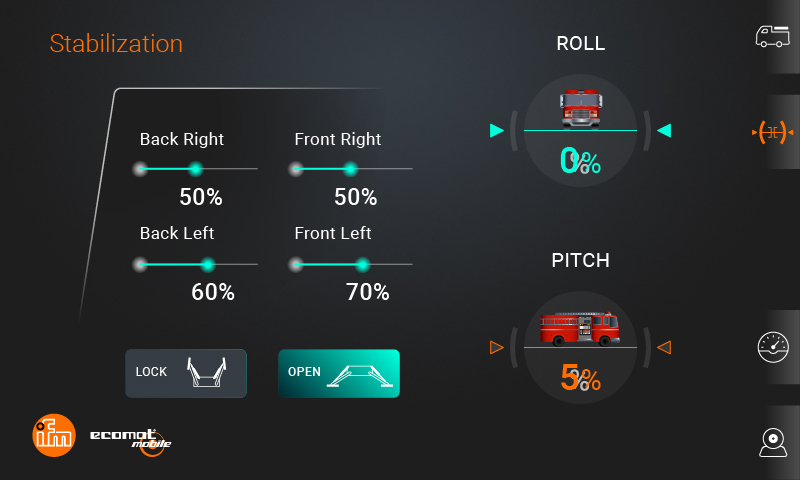 Stabilization
ROLL
Back Right
Front Right
50%
50%
0%
Back Left
Front Left
60%
70%
PITCH
5%
LOCK
OPEN
ifm
ecomat
mobile